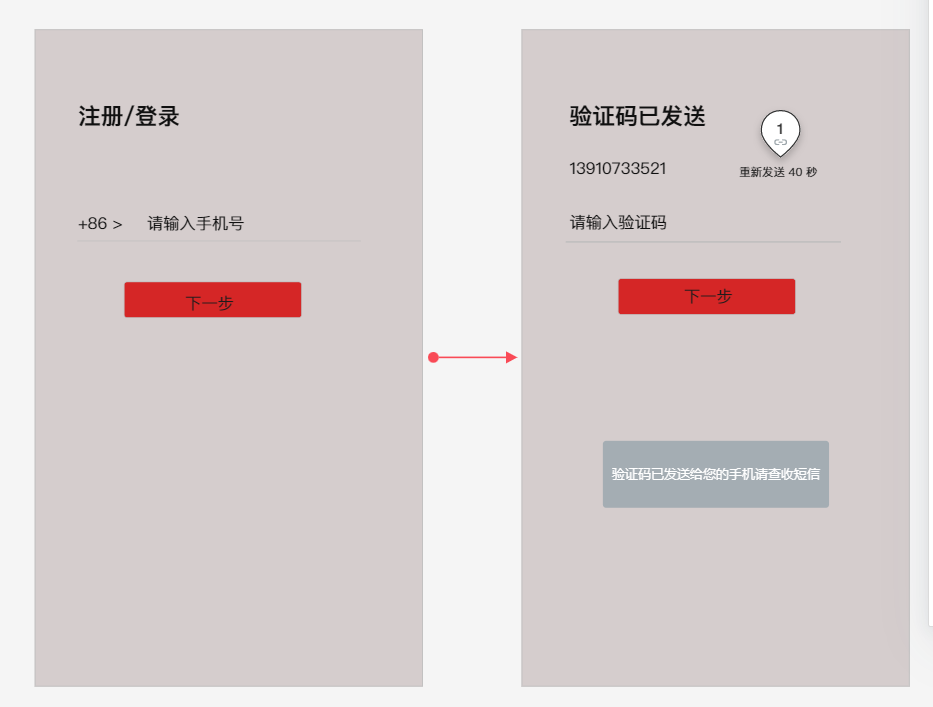 注册/登录
+86 > 请输入手机号
下一步
验证码已发送
1
13910733521
重新发送 40 秒
请输入验证码
下一步
验证码已发送给您的手机请查收短信